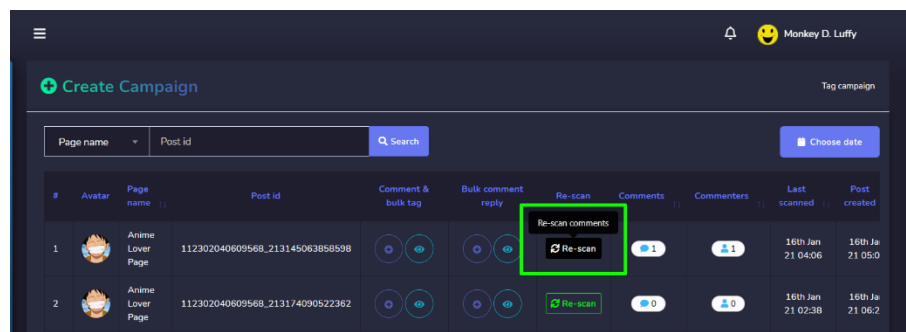 Monkey D. Luffy
Create Campaign
Tag campaign
Page name
Post id
Search
Choose date
#
Avatar
Page name
Post id
Comment & bulk tag
Bulk comment reply
Re-scan
Comments
Commenters
Last scanned
Post created
Re-scan comments
1
Anime Lover Page
112302040609568_213145063858598
Re-scan
1
1
16th Jan 21 04:06
16th Ja 21 05:0
2
Anime Lover Page
112302040609568_213174090522362
Re-scan
0
0
16th Jan 21 02:38
16th Ja 21 06:2